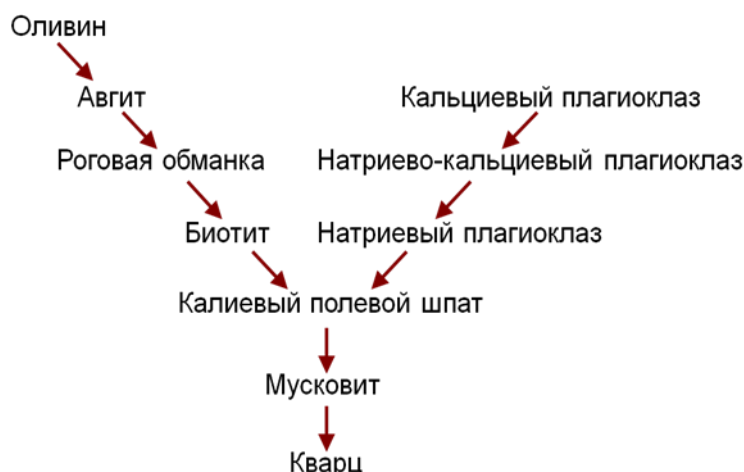 Оливин
Авгит
Кальциевый плагиоклаз
Роговая обманка
Натриево-кальциевый плагиоклаз
Биотит
Натриевый плагиоклаз
Калиевый полевой шпат
Мусковит
Кварц